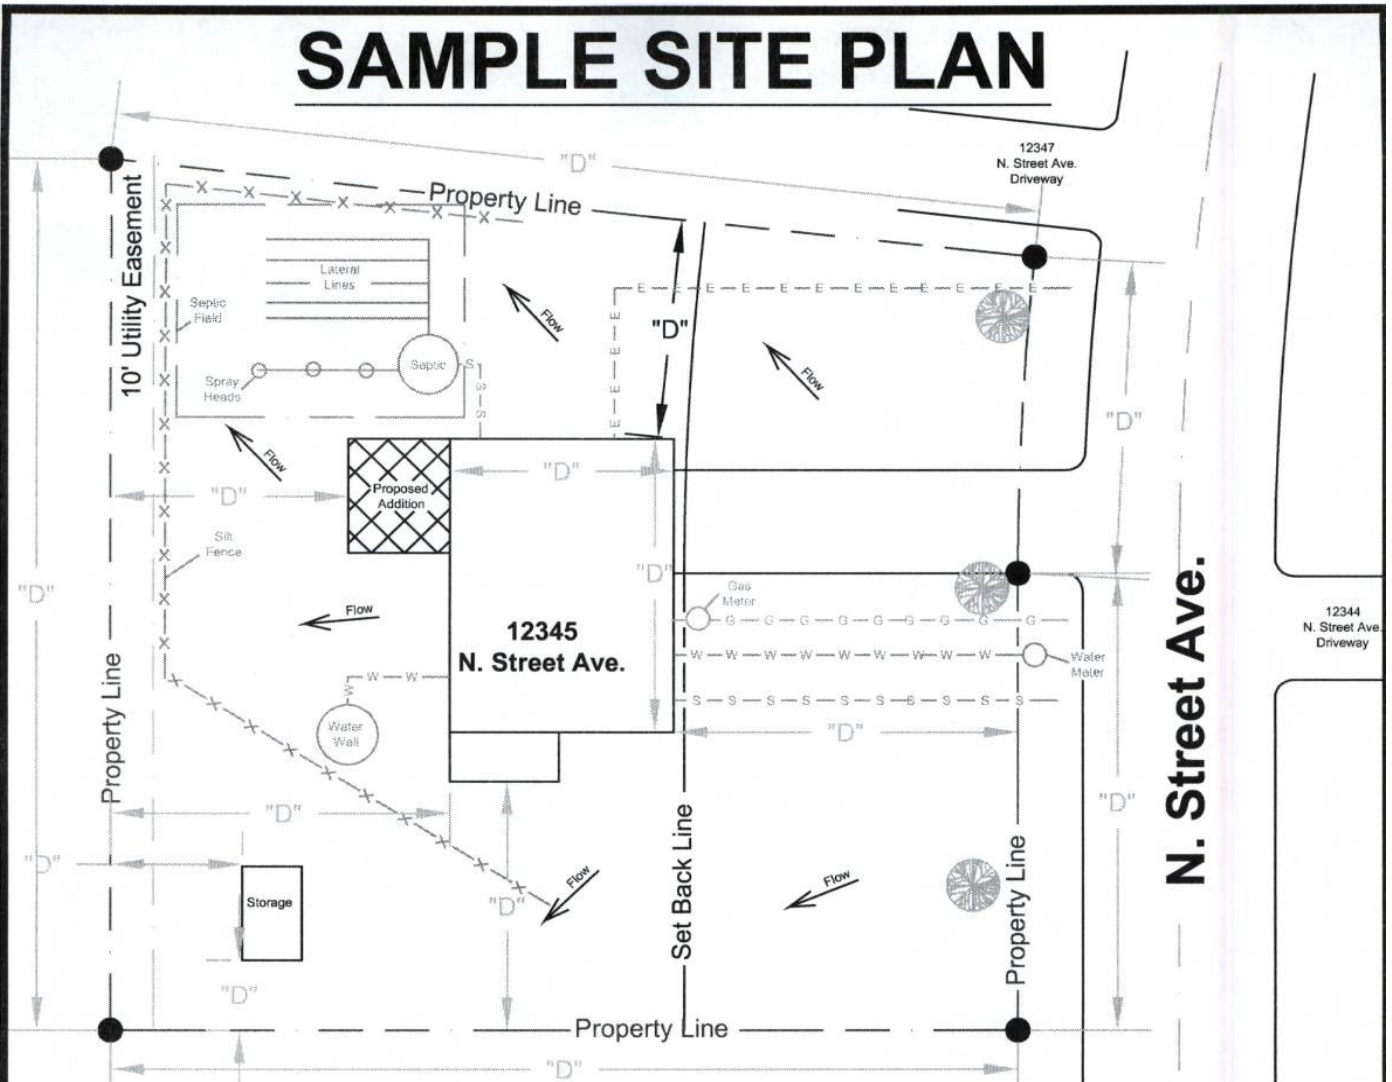 SAMPLE SITE PLAN
12347
N. Street Ave.
Driveway
"D"
Property Line
10' Utility Easement
Lateral
Lines
Septic
Field
Flow
E E E E E E E E E E E E
"D"
Flow
E
E
E
E
Septic
S
S
S
Spray
Heads
"D"
Flow
"D"
"D"
Proposed
Addition
Silt
Fence
"D"
"D"
Gas
Meter
12344
N. Street Ave.
Driveway
Flow
G G G G G G G G G
12345
N. Street Ave.
W W W W W W W W W
Water
Meter
W W
W
S S S S S S S S S S
Water
Wall
"D"
Property Line
N. Street Ave.
"D"
"D"
"D"
Flow
Flow
Storage
"D"
Set Back Line
Property Line
"D"
Property Line
"D"